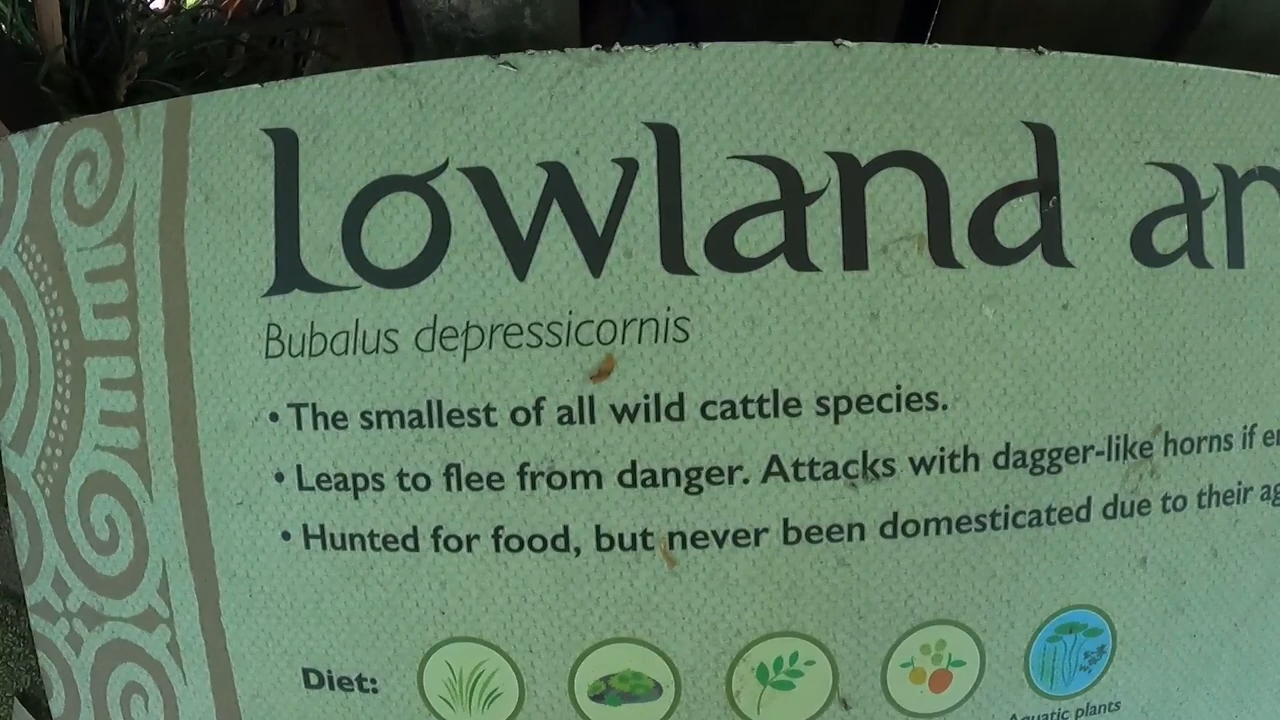 Lowland
Bubalus depressicornis
• The smallest of all wild cattle species.
• Leaps to flee from danger. Attacks with dagger-like horns if
• Hunted for food, but never been domesticated due to their
Diet:
Aquatic plants